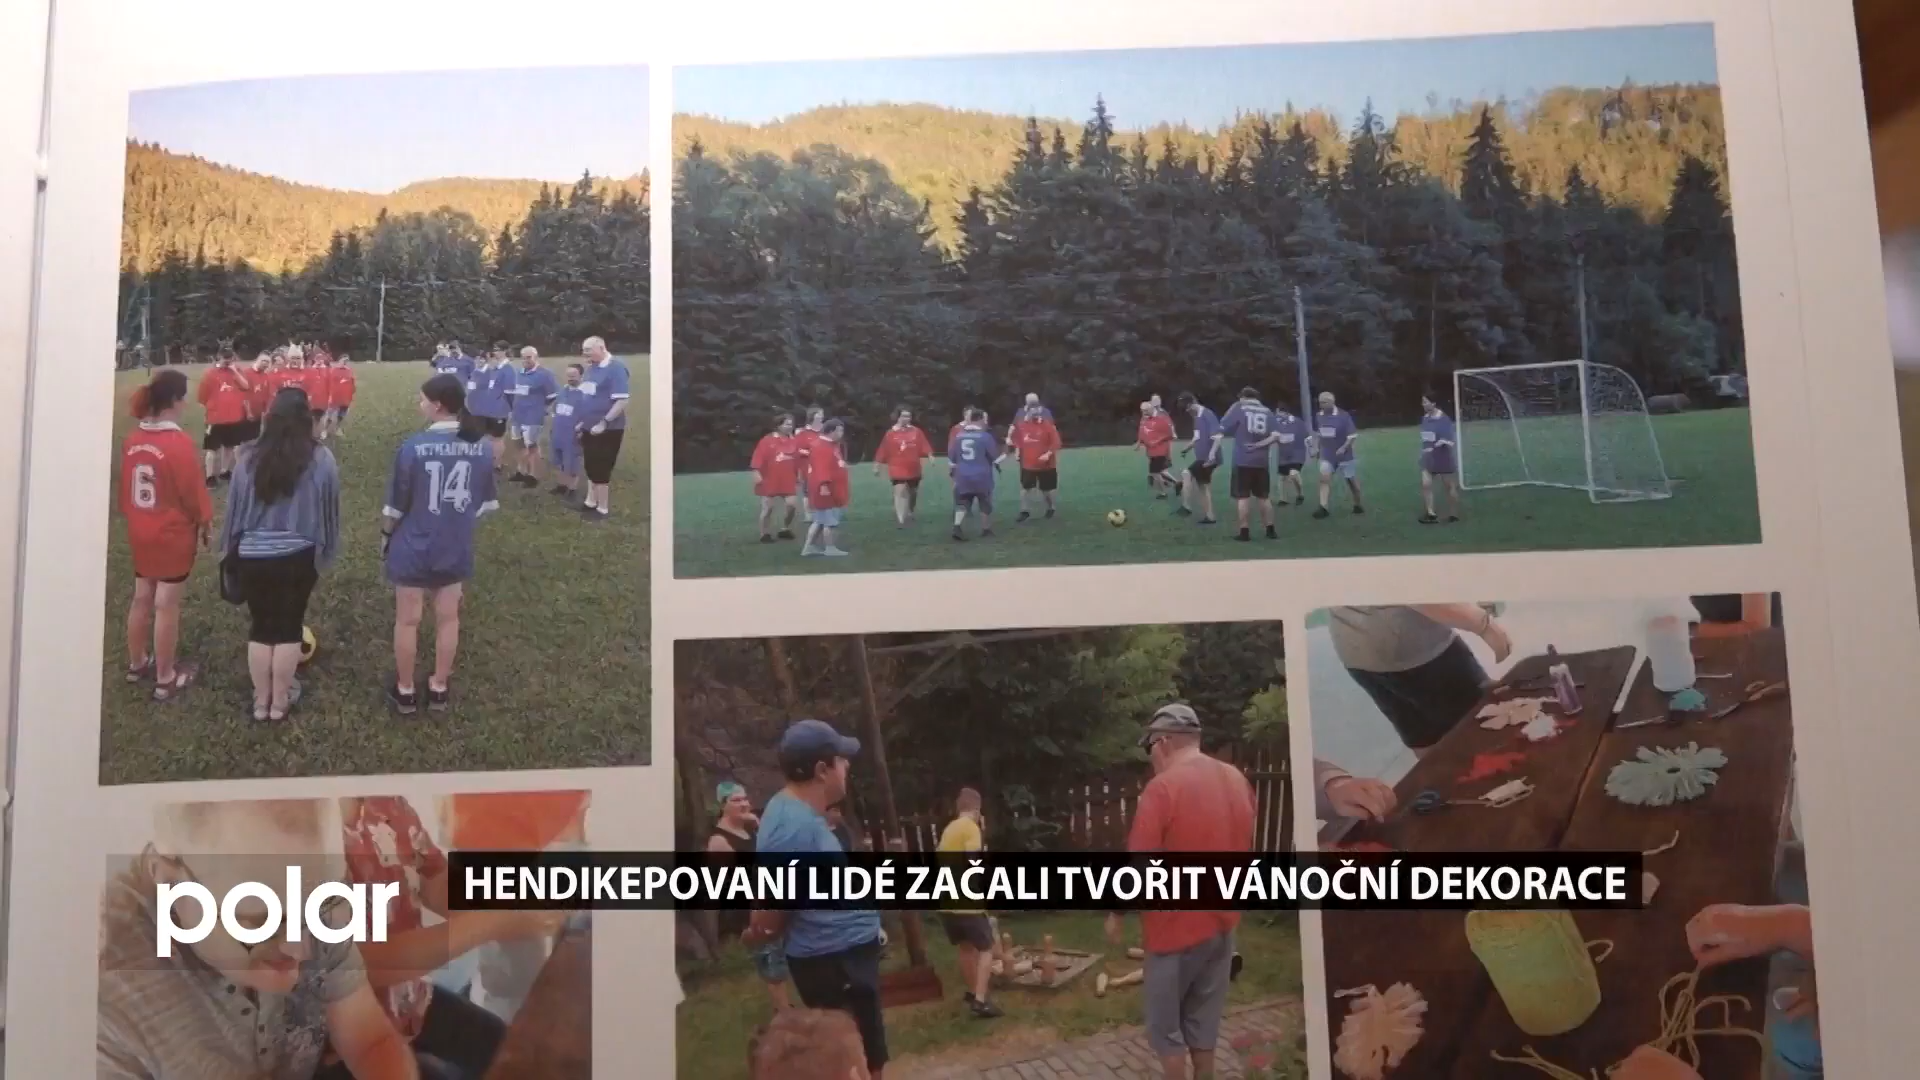 6
14
5
18
polar
HENDIKEPOVANÍ LIDÉ ZAČALI TVOŘIT VÁNOČNÍ DEKORACE